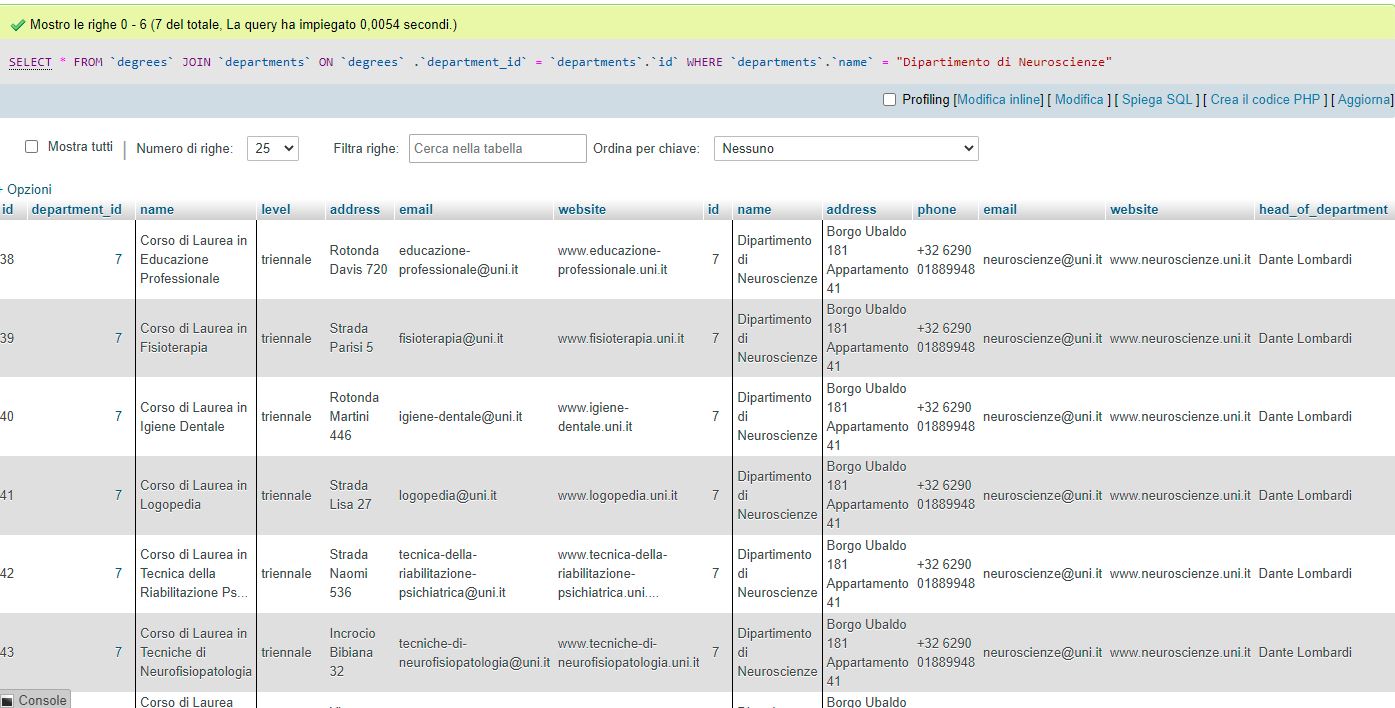 Mostro le righe 0 - 6 (7 del totale, La query ha impiegato 0,0054 secondi.)
SELECT * FROM `degrees` JOIN `departments` ON `degrees` .`department_id` = `departments`.`id` WHERE `departments`.`name` = "Dipartimento di Neuroscienze"
Profiling [Modifica inline] [ Modifica ] [ Spiega SQL ] [ Crea il codice PHP ] [ Aggiorna]
Mostra tutti | Numero di righe: 25 Filtra righe: Cerca nella tabella Ordina per chiave: Nessuno
+ Opzioni
id department_id name level address email website id name address phone email website head_of_department
38 7 Corso di Laurea in Educazione Professionale triennale Rotonda Davis 720 educazione-professionale@uni.it www.educazione-professionale.uni.it 7 Dipartimento di Neuroscienze Borgo Ubaldo 181 Appartamento 41 +32 6290 01889948 neuroscienze@uni.it www.neuroscienze.uni.it Dante Lombardi
39 7 Corso di Laurea in Fisioterapia triennale Strada Parisi 5 fisioterapia@uni.it www.fisioterapia.uni.it 7 Dipartimento di Neuroscienze Borgo Ubaldo 181 Appartamento 41 +32 6290 01889948 neuroscienze@uni.it www.neuroscienze.uni.it Dante Lombardi
40 7 Corso di Laurea in Igiene Dentale triennale Rotonda Martini 446 igiene-dentale@uni.it www.igiene-dentale.uni.it 7 Dipartimento di Neuroscienze Borgo Ubaldo 181 Appartamento 41 +32 6290 01889948 neuroscienze@uni.it www.neuroscienze.uni.it Dante Lombardi
41 7 Corso di Laurea in Logopedia triennale Strada Lisa 27 logopedia@uni.it www.logopedia.uni.it 7 Dipartimento di Neuroscienze Borgo Ubaldo 181 Appartamento 41 +32 6290 01889948 neuroscienze@uni.it www.neuroscienze.uni.it Dante Lombardi
42 7 Corso di Laurea in Tecnica della Riabilitazione Ps... triennale Strada Naomi 536 tecnica-della-riabilitazione-psichiatrica@uni.it www.tecnica-della-riabilitazione-psichiatrica.uni.... 7 Dipartimento di Neuroscienze Borgo Ubaldo 181 Appartamento 41 +32 6290 01889948 neuroscienze@uni.it www.neuroscienze.uni.it Dante Lombardi
43 7 Corso di Laurea in Tecniche di Neurofisiopatologia triennale Incrocio Bibiana 32 tecniche-di-neurofisiopatologia@uni.it www.tecniche-di-neurofisiopatologia.uni.it 7 Dipartimento di Neuroscienze Borgo Ubaldo 181 Appartamento 41 +32 6290 01889948 neuroscienze@uni.it www.neuroscienze.uni.it Dante Lombardi
Console Corso di Laurea Borgo Ubaldo